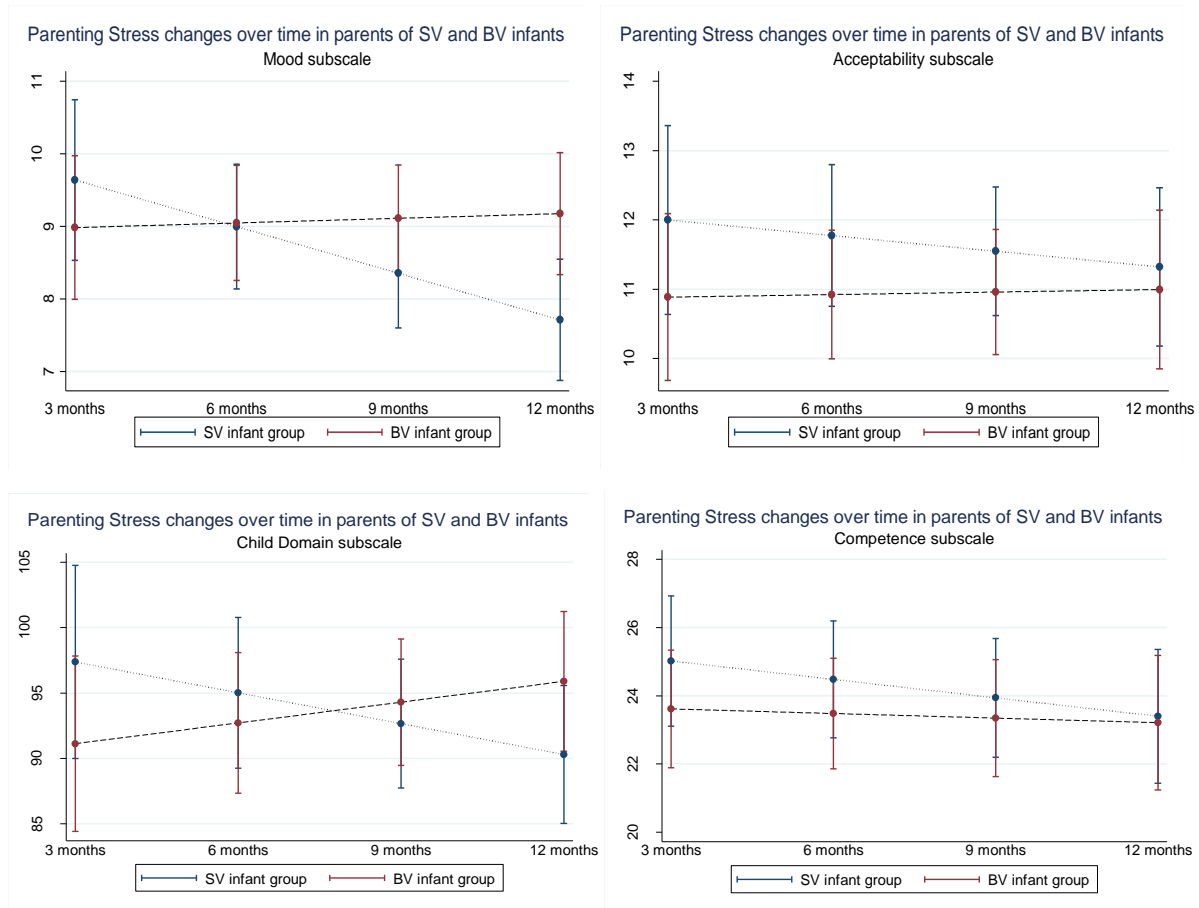 Parenting Stress changes over time in parents of SV and BV infants
Mood subscale
11
10
9
8
7
3 months 6 months 9 months 12 months
SV infant group BV infant group
Parenting Stress changes over time in parents of SV and BV infants
Acceptability subscale
14
13
12
11
10
3 months 6 months 9 months 12 months
SV infant group BV infant group
Parenting Stress changes over time in parents of SV and BV infants
Child Domain subscale
105
100
95
90
85
3 months 6 months 9 months 12 months
SV infant group BV infant group
Parenting Stress changes over time in parents of SV and BV infants
Competence subscale
28
26
24
22
20
3 months 6 months 9 months 12 months
SV infant group BV infant group